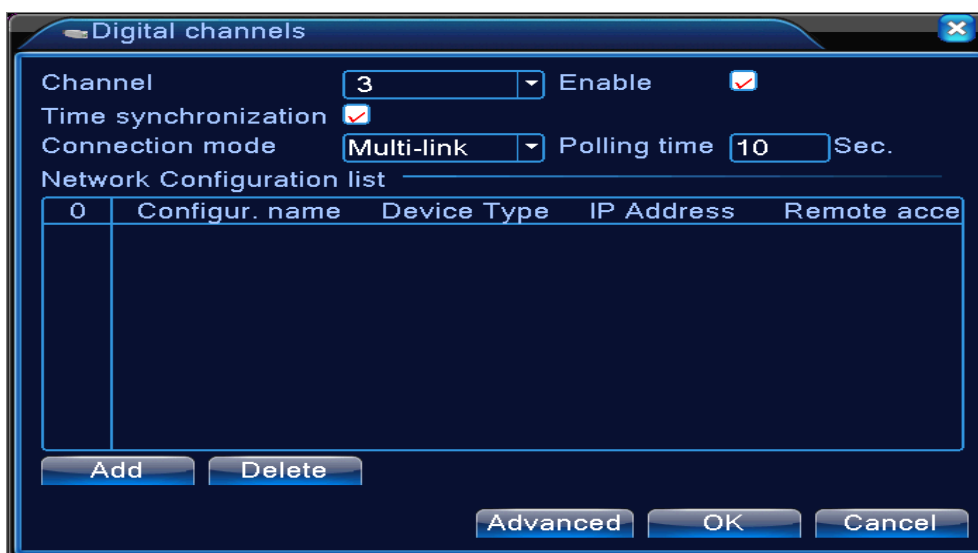 Digital channels
Channel 3 Enable
Time synchronization
Connection mode Multi-link Polling time 10 Sec.
Network Configuration list
0 Configur. name Device Type IP Address Remote acce
Add Delete
Advanced OK Cancel